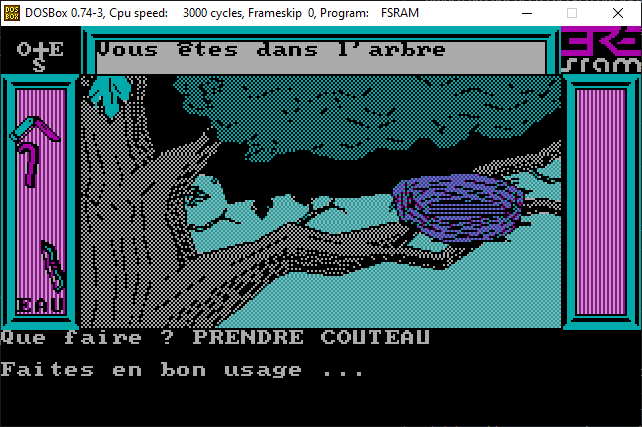 DOSBox 0.74-3, Cpu speed: 3000 cycles, Frameskip 0, Program: FSRAM
O E
S
Vous êtes dans l'arbre
ERE
sram
EAU
Que faire ? PRENDRE COUTEAU
Faites en bon usage ...